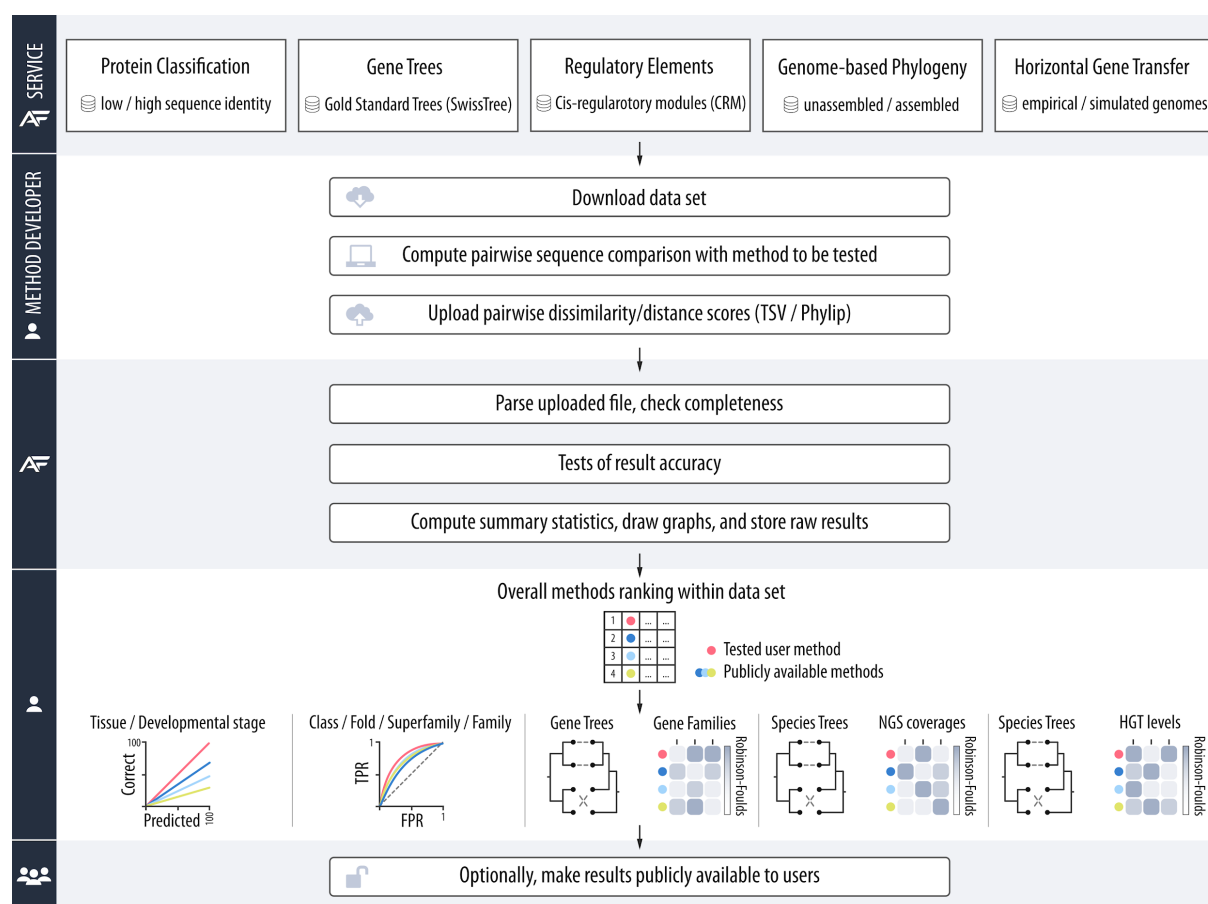 AF SERVICE
Protein Classification
low / high sequence identity
Gene Trees
Gold Standard Trees (SwissTree)
Regulatory Elements
Cis-regularotory modules (CRM)
Genome-based Phylogeny
unassembled / assembled
Horizontal Gene Transfer
empirical / simulated genomes
METHOD DEVELOPER
Download data set
Compute pairwise sequence comparison with method to be tested
Upload pairwise dissimilarity/distance scores (TSV / Phylip)
AF
Parse uploaded file, check completeness
Tests of result accuracy
Compute summary statistics, draw graphs, and store raw results
Overall methods ranking within data set
1 ... ...
2 ... ...
3 ... ...
4 ... ...
Tested user method
Publicly available methods
Tissue / Developmental stage
100
Correct
Predicted
100
Class / Fold / Superfamily / Family
1
TPR
FPR
1
Gene Trees
Gene Families
Robinson-Foulds
Species Trees
NGS coverages
Robinson-Foulds
Species Trees
HGT levels
Robinson-Foulds
Optionally, make results publicly available to users